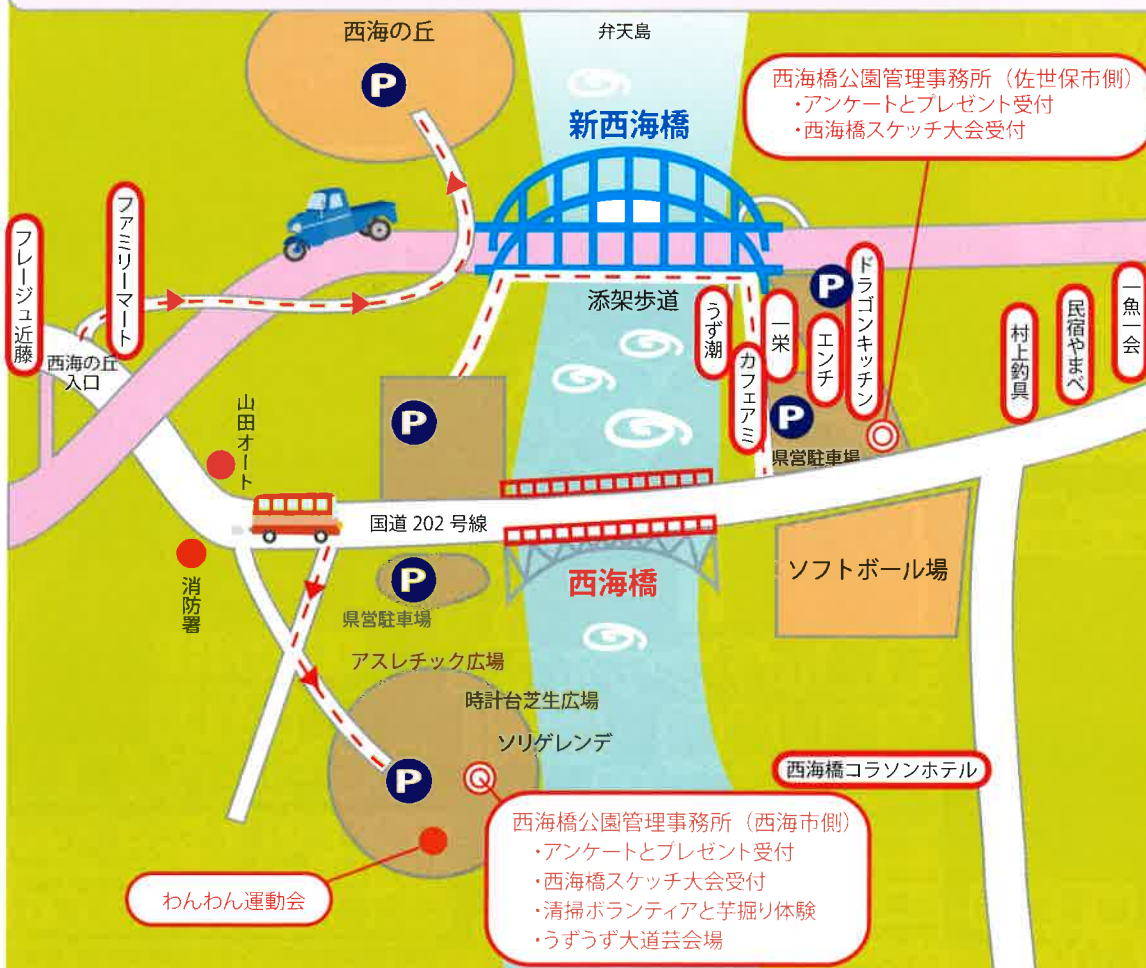 西海の丘
P
弁天島
新西海橋
西海橋公園管理事務所（佐世保市側）
・アンケートとプレゼント受付
・西海橋スケッチ大会受付
フレージュ近藤
ファミリーマート
西海の丘
入口
添架歩道
うず潮
カフェアミ
一栄
P
エンチ
ドラゴンキッチン
村上釣具
民宿やまべ
一魚一会
山田オート
P
P
県営駐車場
国道202号線
消防署
P
県営駐車場
西海橋
ソフトボール場
アスレチック広場
時計台芝生広場
ソリゲレンデ
P
西海橋コラソンホテル
西海橋公園管理事務所（西海市側）
・アンケートとプレゼント受付
・西海橋スケッチ大会受付
・清掃ボランティアと芋掘り体験
・うずうず大道芸会場
わんわん運動会